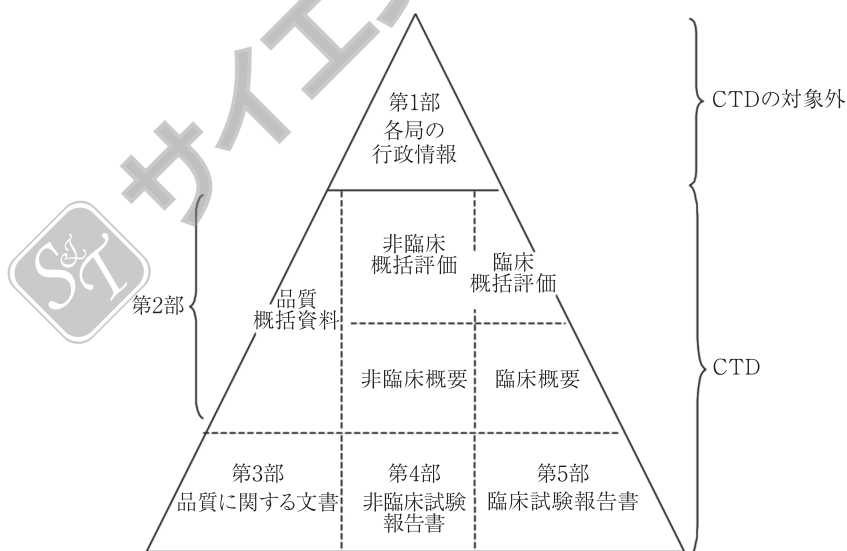 サイエ
S&T
第1部
各局の
行政情報
CTDの対象外
非臨床
概括評価
臨床
概括評価
第2部
品質
概括資料
非臨床概要
臨床概要
CTD
第3部
品質に関する文書
第4部
非臨床試験
報告書
第5部
臨床試験報告書